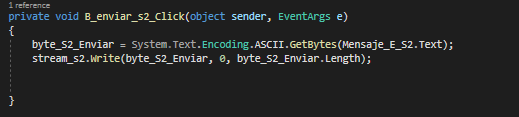 1 reference
private void B_enviar_s2_Click(object sender, EventArgs e)
{
byte_S2_Enviar = System.Text.Encoding.ASCII.GetBytes(Mensaje_E_S2.Text);
stream_s2.Write(byte_S2_Enviar, 0, byte_S2_Enviar.Length);
}